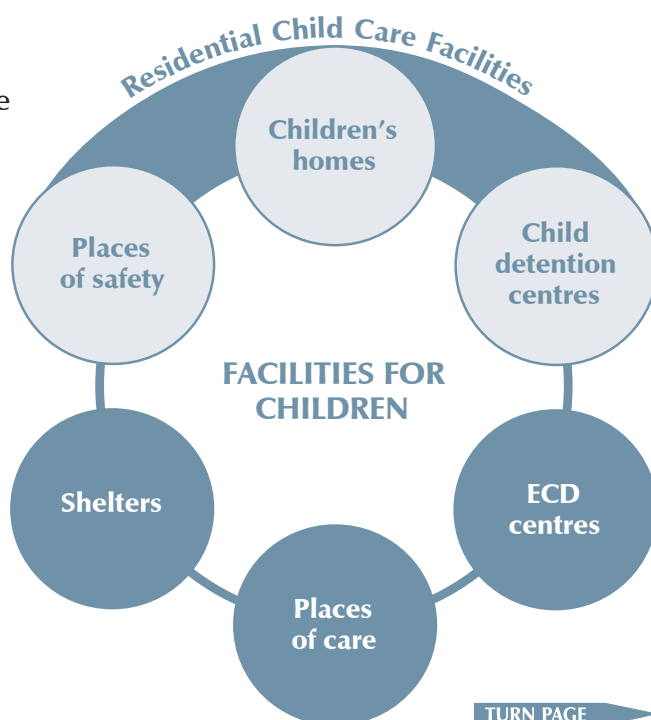 Residential Child Care Facilities
e
Children's
homes
Places
of safety
Child
detention
centres
FACILITIES FOR
CHILDREN
Shelters
ECD
centres
Places
of care
TURN PAGE